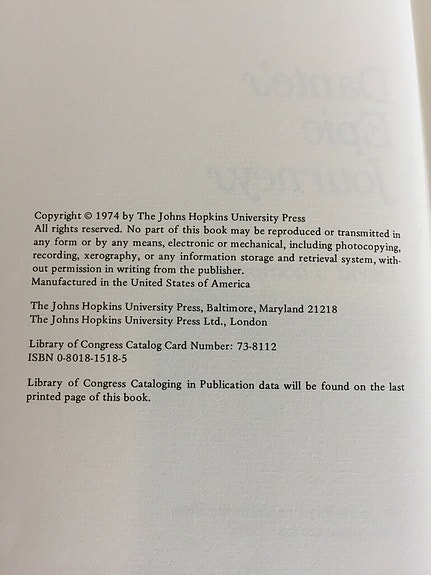 Dante's
Epic
Journeys
Copyright © 1974 by The Johns Hopkins University Press
All rights reserved. No part of this book may be reproduced or transmitted in
any form or by any means, electronic or mechanical, including photocopying,
recording, xerography, or any information storage and retrieval system, with-
out permission in writing from the publisher.
Manufactured in the United States of America
The Johns Hopkins University Press, Baltimore, Maryland 21218
The Johns Hopkins University Press Ltd., London
Library of Congress Catalog Card Number: 73-8112
ISBN 0-8018-1518-5
Library of Congress Cataloging in Publication data will be found on the last
printed page of this book.